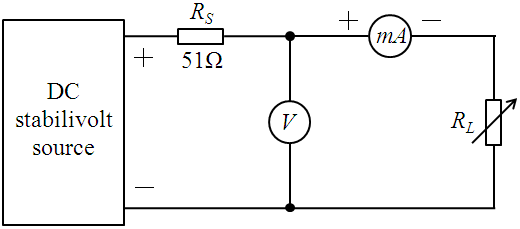 R_S
+ −
mA
+
51Ω
DC
stabilivolt
source
V
R_L
−